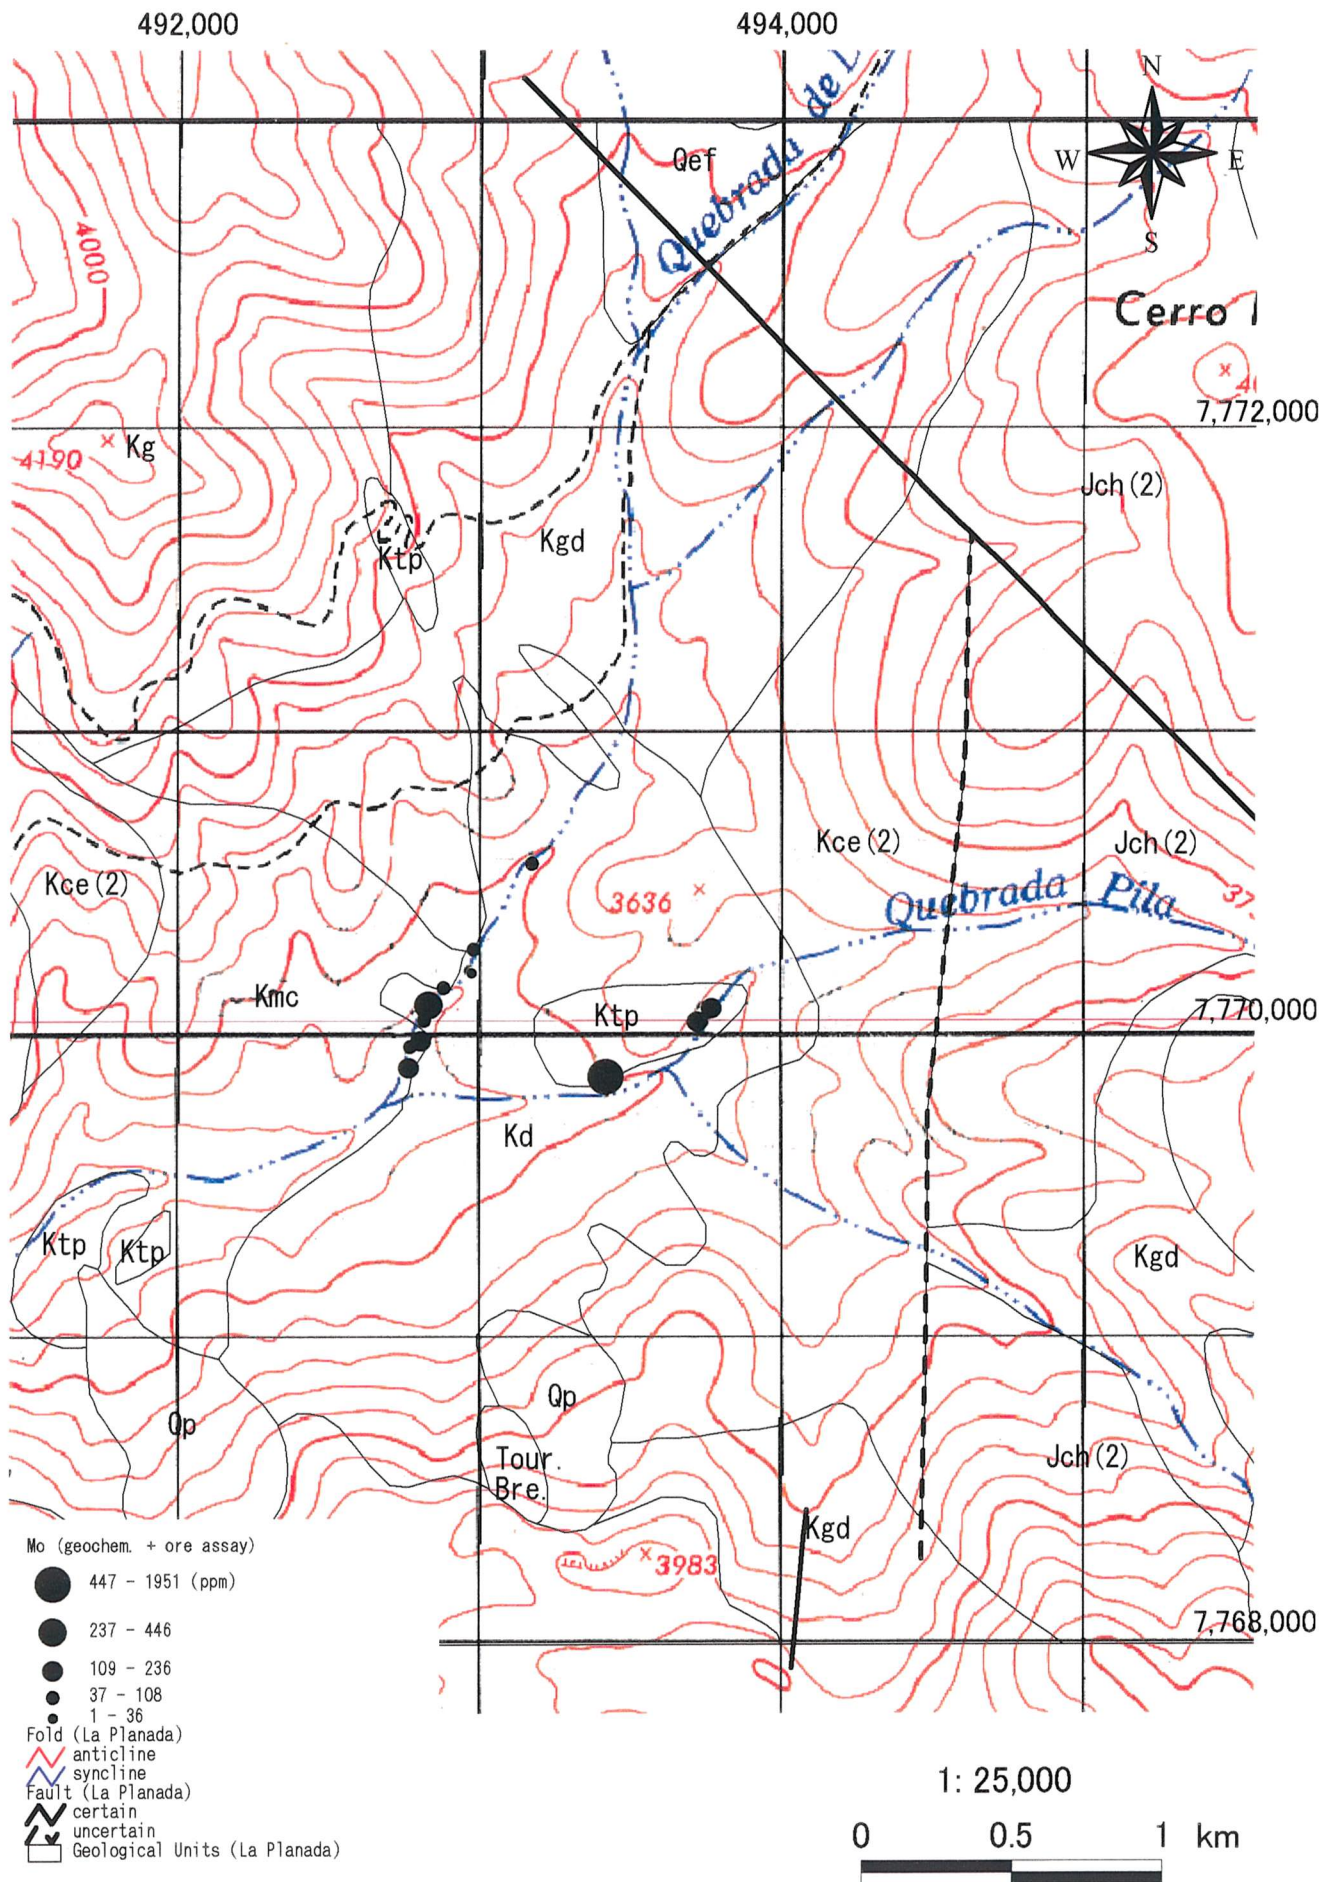 492,000
494,000
N
W
E
S
Qef
Quebrada de
4000
Cerro
7,772,000
Kg
4190
Jch(2)
Kgd
Ktp
Kce(2)
Jch(2)
Kce(2)
3636
Quebrada Pila
37
Kmc
Ktp
7,770,000
Kd
Ktp
Ktp
Kgd
Qp
Qp
Tour.
Bre.
Jch(2)
Kgd
3983
7,768,000
Mo (geochem. + ore assay)
447 - 1951 (ppm)
237 - 446
109 - 236
37 - 108
1 - 36
Fold (La Planada)
anticline
syncline
Fault (La Planada)
certain
uncertain
Geological Units (La Planada)
1: 25,000
0 0.5 1 km